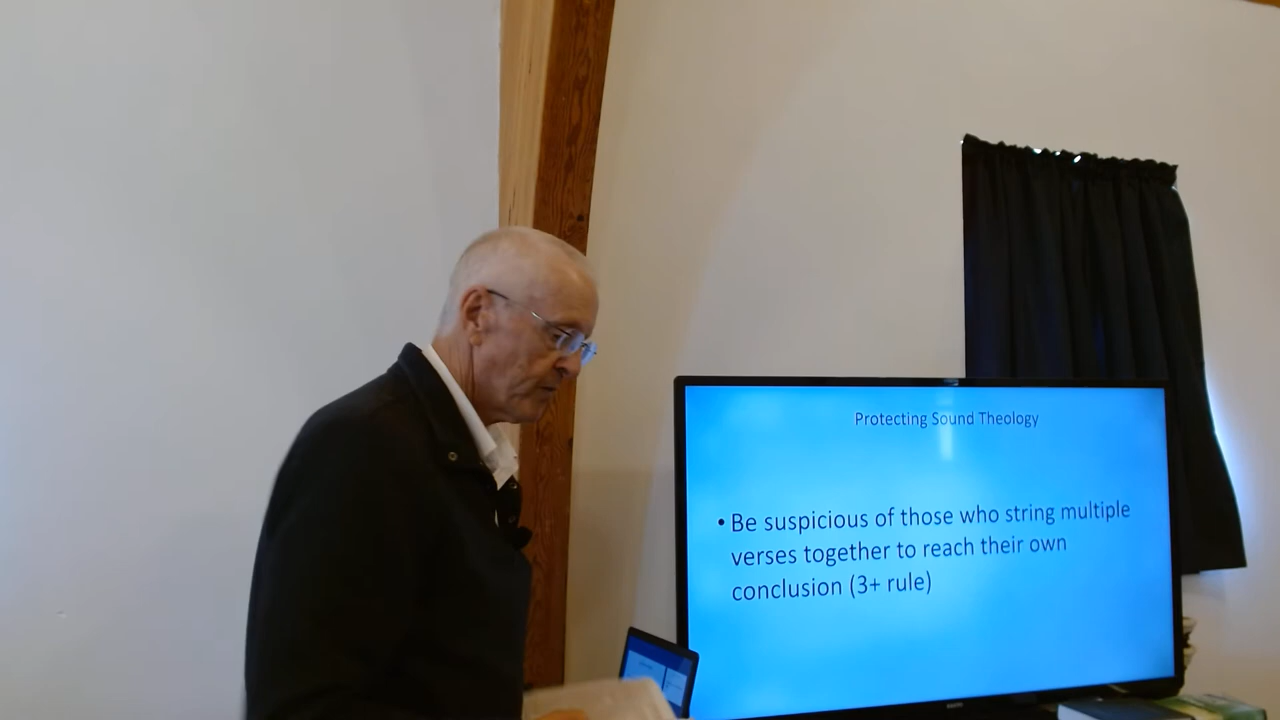 Protecting Sound Theology
• Be suspicious of those who string multiple
verses together to reach their own
conclusion (3+ rule)